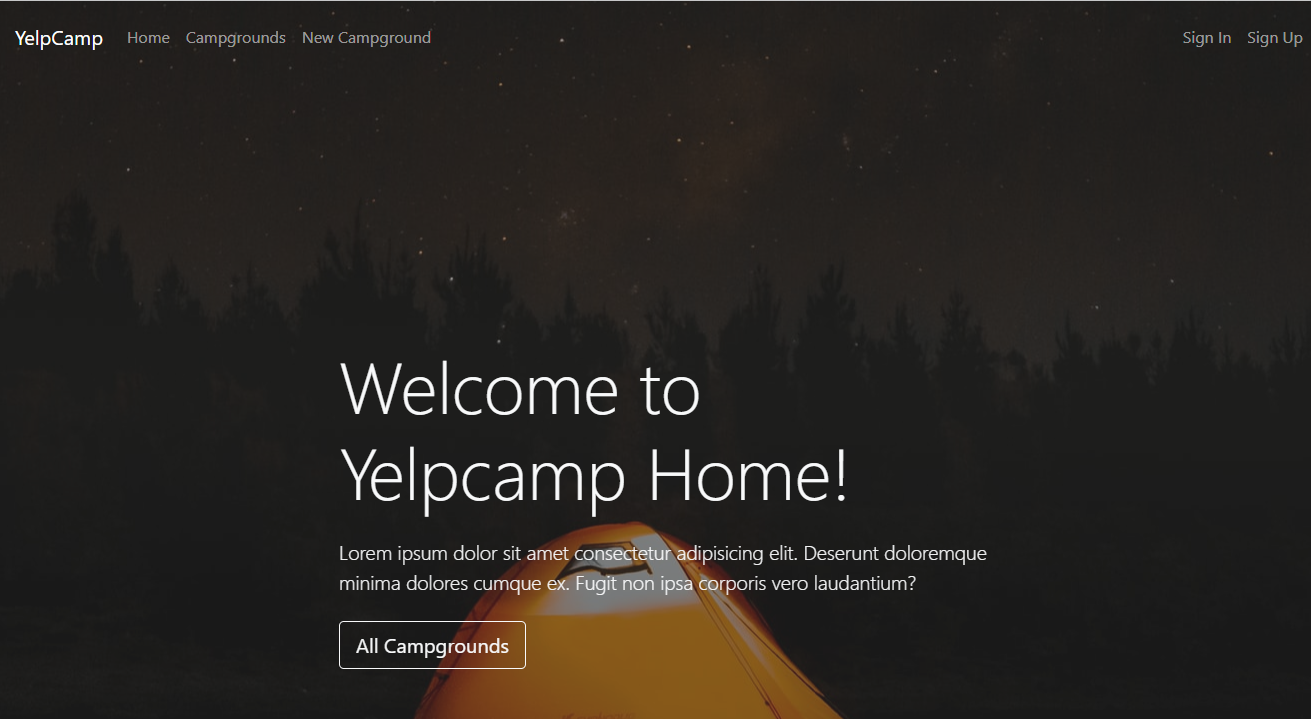 YelpCamp Home Campgrounds New Campground Sign In Sign Up
Welcome to
Yelpcamp Home!
Lorem ipsum dolor sit amet consectetur adipisicing elit. Deserunt doloremque
minima dolores cumque ex. Fugit non ipsa corporis vero laudantium?
All Campgrounds